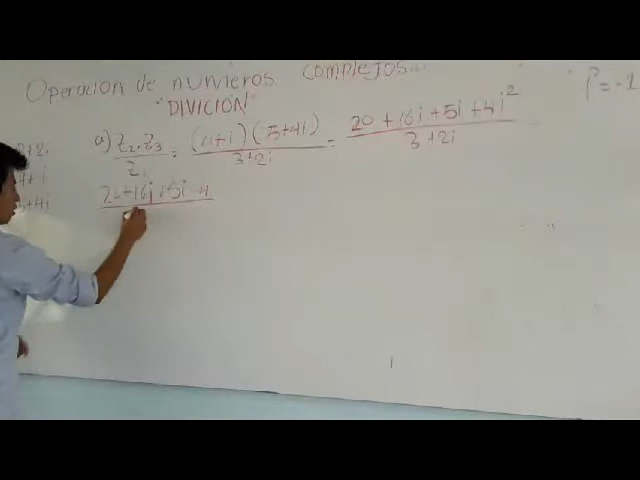 Operacion de numeros complejos..
"DIVICION"
i² = -1
a) Z₂.Z₃ / Z₁ = (4+i)(5+4i) / 3+2i = 20 + 16i + 5i + 4i² / 3+2i
4+i
20+16i+5i-4